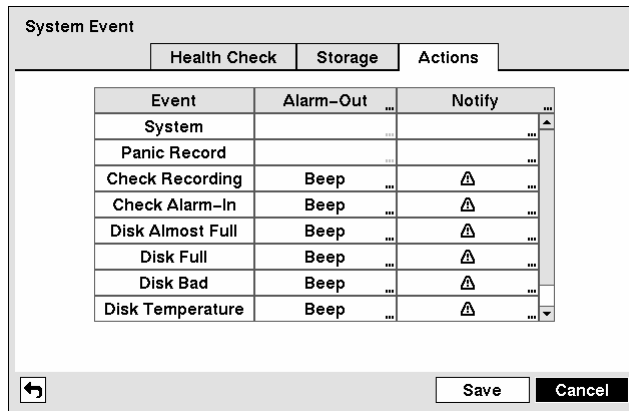 System Event
Health Check Storage Actions
Event Alarm-Out ... Notify ...
System ... ...
Panic Record ... ...
Check Recording Beep ... ...
Check Alarm-In Beep ... ...
Disk Almost Full Beep ... ...
Disk Full Beep ... ...
Disk Bad Beep ... ...
Disk Temperature Beep ... ...
Save Cancel